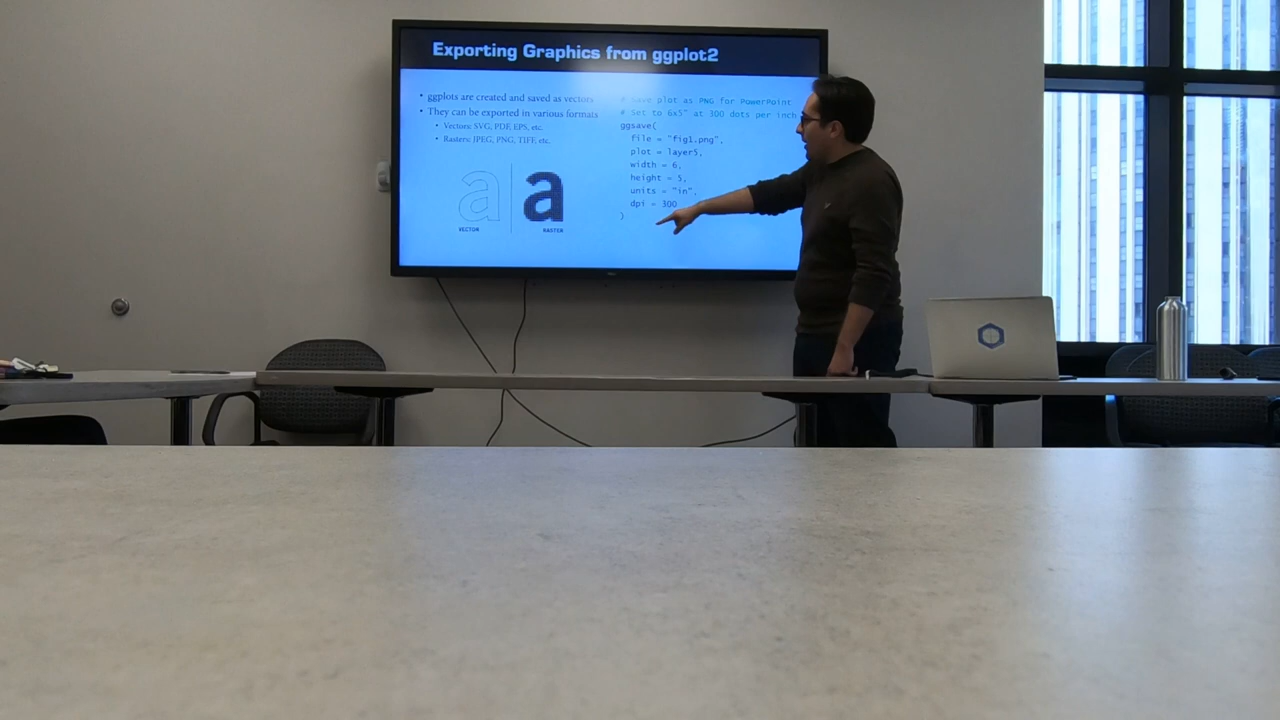 Exporting Graphics from ggplot2
• ggplots are created and saved as vectors
• They can be exported in various formats
• Vectors: SVG, PDF, EPS, etc.
• Rasters: JPEG, PNG, TIFF, etc.
a a
VECTOR RASTER
# Save plot as PNG for PowerPoint
# Set to 6x5" at 300 dots per inch
ggsave(
file = "fig1.png",
plot = layer5,
width = 6,
height = 5,
units = "in",
dpi = 300
)